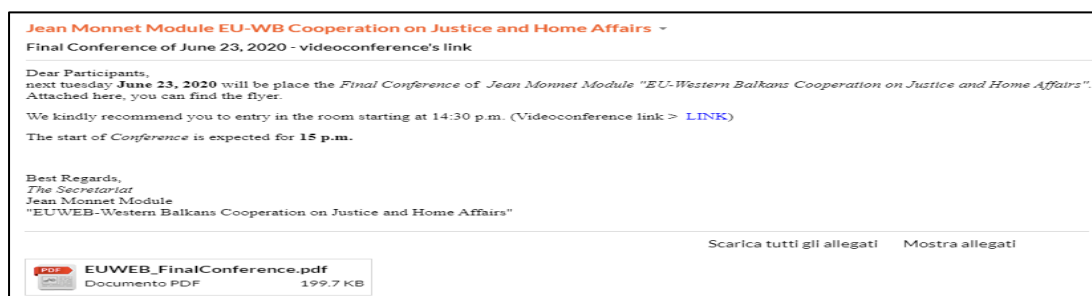 Jean Monnet Module EU-WB Cooperation on Justice and Home Affairs
Final Conference of June 23, 2020 - videoconference's link
Dear Participants,
next tuesday June 23, 2020 will be place the Final Conference of Jean Monnet Module "EU-Western Balkans Cooperation on Justice and Home Affairs".
Attached here, you can find the flyer.
We kindly recommend you to entry in the room starting at 14:30 p.m. (Videoconference link > LINK)
The start of Conference is expected for 15 p.m.
Best Regards,
The Secretariat
Jean Monnet Module
"EUWEB-Western Balkans Cooperation on Justice and Home Affairs"
Scarica tutti gli allegati Mostra allegati
PDF
EUWEB_FinalConference.pdf
Documento PDF 199.7 KB